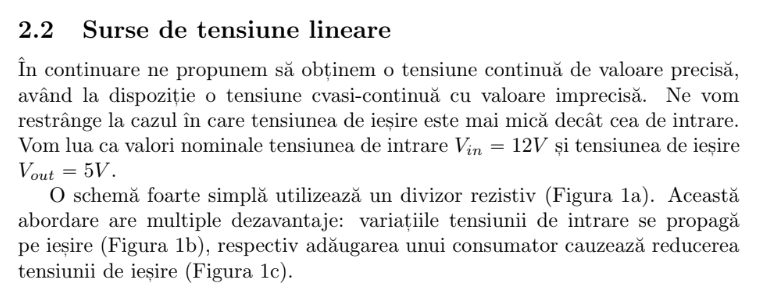 2.2 Surse de tensiune lineare
În continuare ne propunem să obținem o tensiune continuă de valoare precisă,
având la dispoziție o tensiune cvasi-continuă cu valoare imprecisă. Ne vom
restrânge la cazul în care tensiunea de ieșire este mai mică decât cea de intrare.
Vom lua ca valori nominale tensiunea de intrare V_in = 12V și tensiunea de ieșire
V_out = 5V.
O schemă foarte simplă utilizează un divizor rezistiv (Figura 1a). Această
abordare are multiple dezavantaje: variațiile tensiunii de intrare se propagă
pe ieșire (Figura 1b), respectiv adăugarea unui consumator cauzează reducerea
tensiunii de ieșire (Figura 1c).